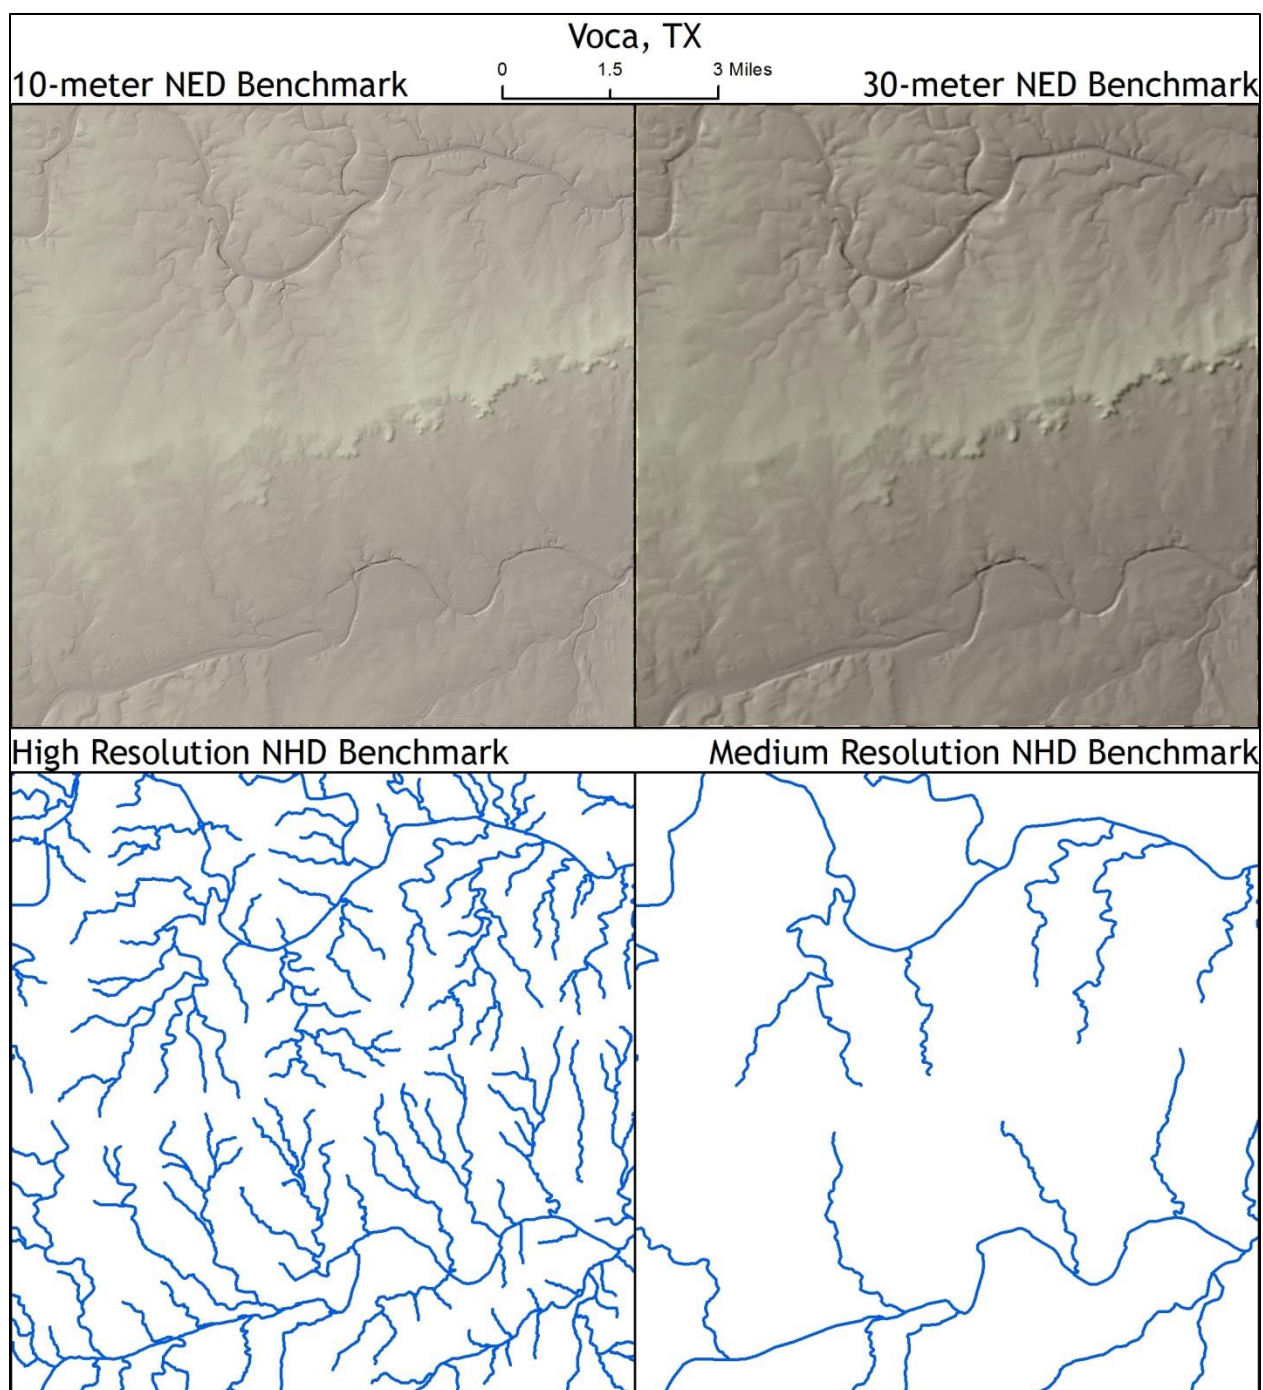 Voca, TX
10-meter NED Benchmark
0 1.5 3 Miles
30-meter NED Benchmark
High Resolution NHD Benchmark
Medium Resolution NHD Benchmark